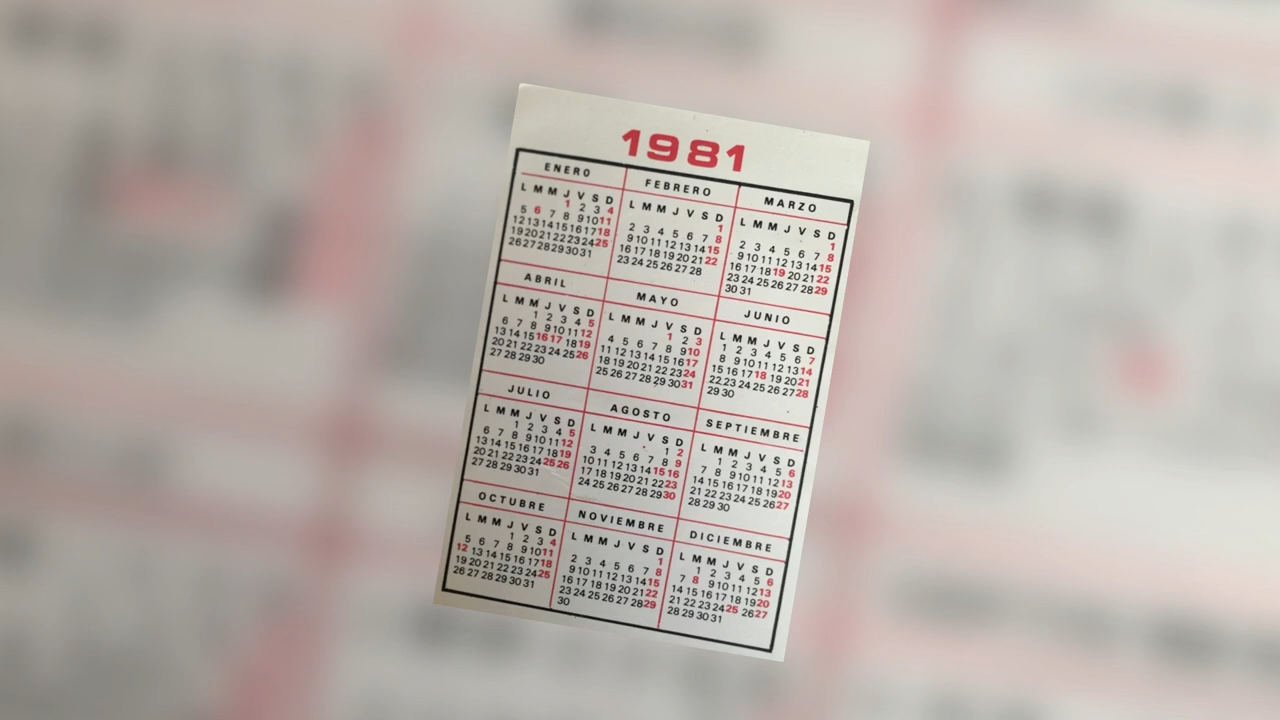 1981
ENERO
L M M J V S D
1 2 3 4
5 6 7 8 9 10 11
12 13 14 15 16 17 18
19 20 21 22 23 24 25
26 27 28 29 30 31
FEBRERO
L M M J V S D
1
2 3 4 5 6 7 8
9 10 11 12 13 14 15
16 17 18 19 20 21 22
23 24 25 26 27 28
MARZO
L M M J V S D
1
2 3 4 5 6 7 8
9 10 11 12 13 14 15
16 17 18 19 20 21 22
23 24 25 26 27 28 29
30 31
ABRIL
L M M J V S D
1 2 3 4 5
6 7 8 9 10 11 12
13 14 15 16 17 18 19
20 21 22 23 24 25 26
27 28 29 30
MAYO
L M M J V S D
1 2 3
4 5 6 7 8 9 10
11 12 13 14 15 16 17
18 19 20 21 22 23 24
25 26 27 28 29 30 31
JUNIO
L M M J V S D
1 2 3 4 5 6 7
8 9 10 11 12 13 14
15 16 17 18 19 20 21
22 23 24 25 26 27 28
29 30
JULIO
L M M J V S D
1 2 3 4 5
6 7 8 9 10 11 12
13 14 15 16 17 18 19
20 21 22 23 24 25 26
27 28 29 30 31
AGOSTO
L M M J V S D
1 2
3 4 5 6 7 8 9
10 11 12 13 14 15 16
17 18 19 20 21 22 23
24 25 26 27 28 29 30
SEPTIEMBRE
L M M J V S D
1 2 3 4 5 6
7 8 9 10 11 12 13
14 15 16 17 18 19 20
21 22 23 24 25 26 27
28 29 30
OCTUBRE
L M M J V S D
1 2 3 4
5 6 7 8 9 10 11
12 13 14 15 16 17 18
19 20 21 22 23 24 25
26 27 28 29 30 31
NOVIEMBRE
L M M J V S D
1
2 3 4 5 6 7 8
9 10 11 12 13 14 15
16 17 18 19 20 21 22
23 24 25 26 27 28 29
30
DICIEMBRE
L M M J V S D
1 2 3 4 5 6
7 8 9 10 11 12 13
14 15 16 17 18 19 20
21 22 23 24 25 26 27
28 29 30 31